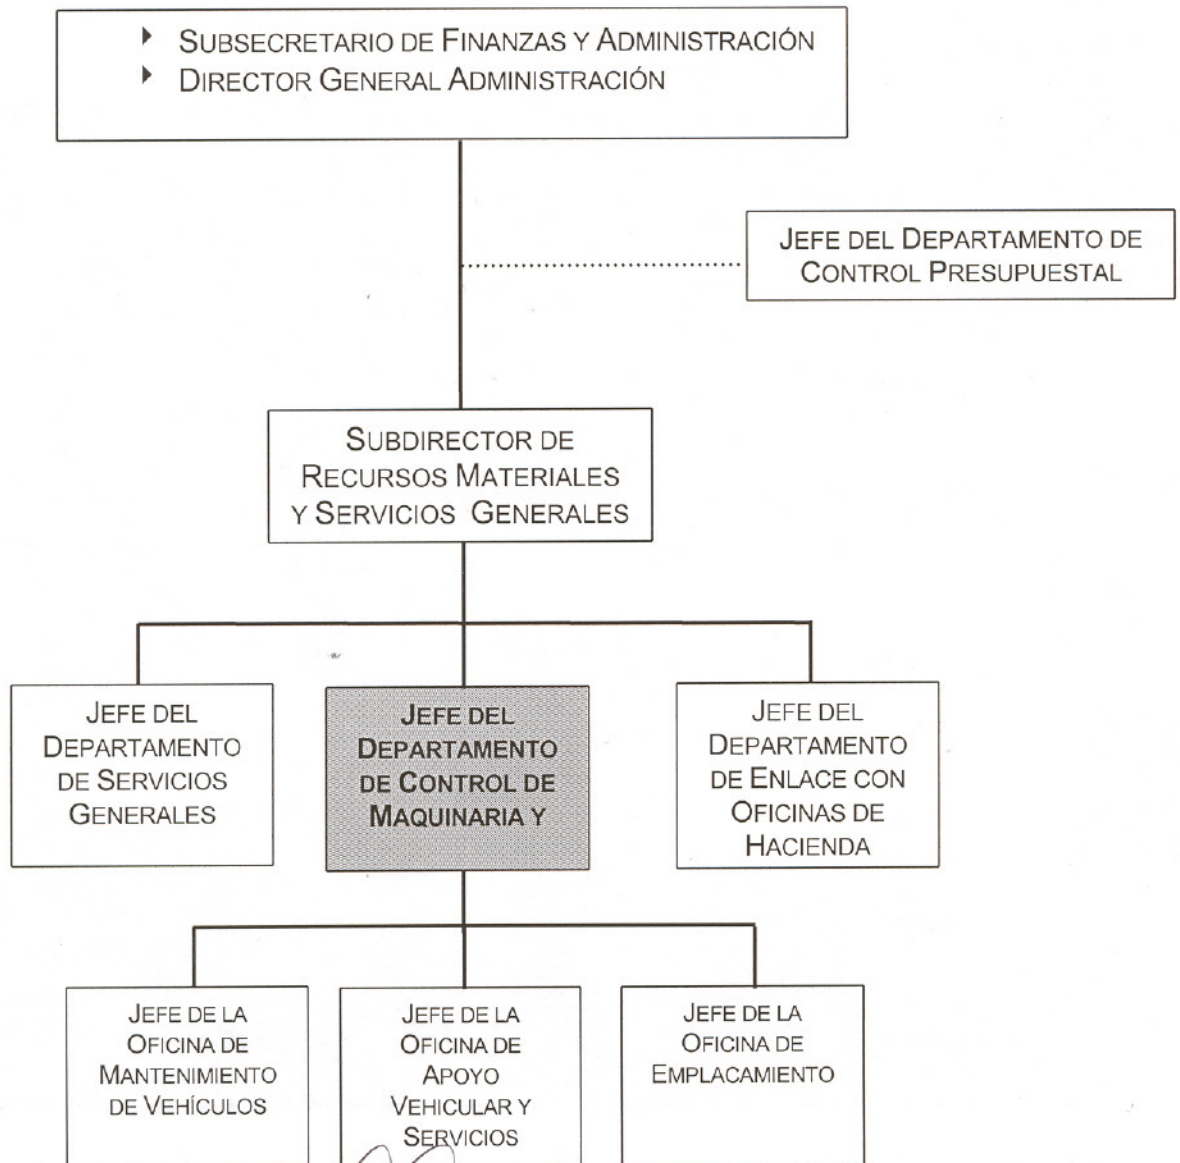 SUBSECRETARIO DE FINANZAS Y ADMINISTRACIÓN
DIRECTOR GENERAL ADMINISTRACIÓN
JEFE DEL DEPARTAMENTO DE
CONTROL PRESUPUESTAL
SUBDIRECTOR DE
RECURSOS MATERIALES
Y SERVICIOS GENERALES
JEFE DEL
DEPARTAMENTO
DE SERVICIOS
GENERALES
JEFE DEL
DEPARTAMENTO
DE CONTROL DE
MAQUINARIA Y
JEFE DEL
DEPARTAMENTO
DE ENLACE CON
OFICINAS DE
HACIENDA
JEFE DE LA
OFICINA DE
MANTENIMIENTO
DE VEHÍCULOS
JEFE DE LA
OFICINA DE
APOYO
VEHICULAR Y
SERVICIOS
JEFE DE LA
OFICINA DE
EMPLACAMIENTO